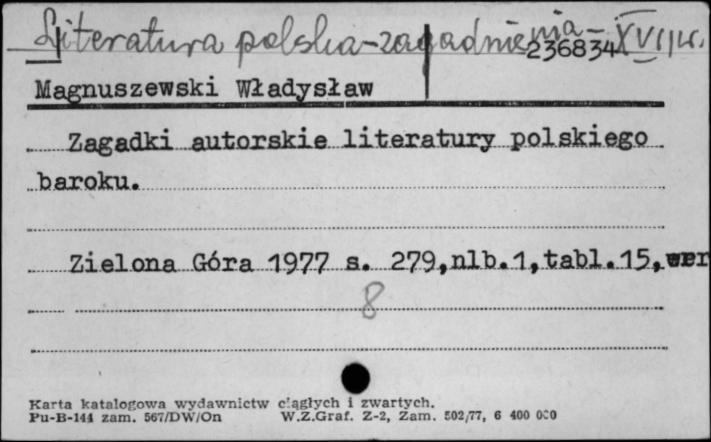 Literatura polska-zagadnienia-XVII w.
236834
Magnuszewski Władysław
Zagadki autorskie literatury polskiego
baroku.
Zielona Góra 1977 s. 279,nlb.1,tabl.15,
8
Karta katalogowa wydawnictw ciągłych i zwartych.
Pu-B-144 zam. 567/DW/On W.Z.Graf. Z-2, Zam. 502/77, 6 400 000